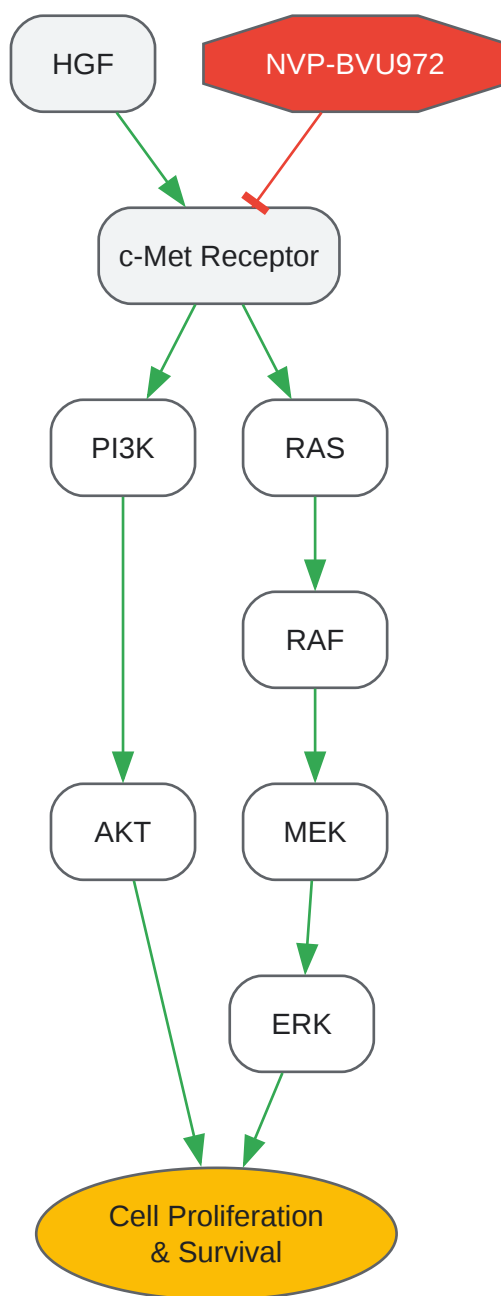 HGF
NVP-BVU972
c-Met Receptor
PI3K
RAS
RAF
AKT
MEK
ERK
Cell Proliferation
& Survival